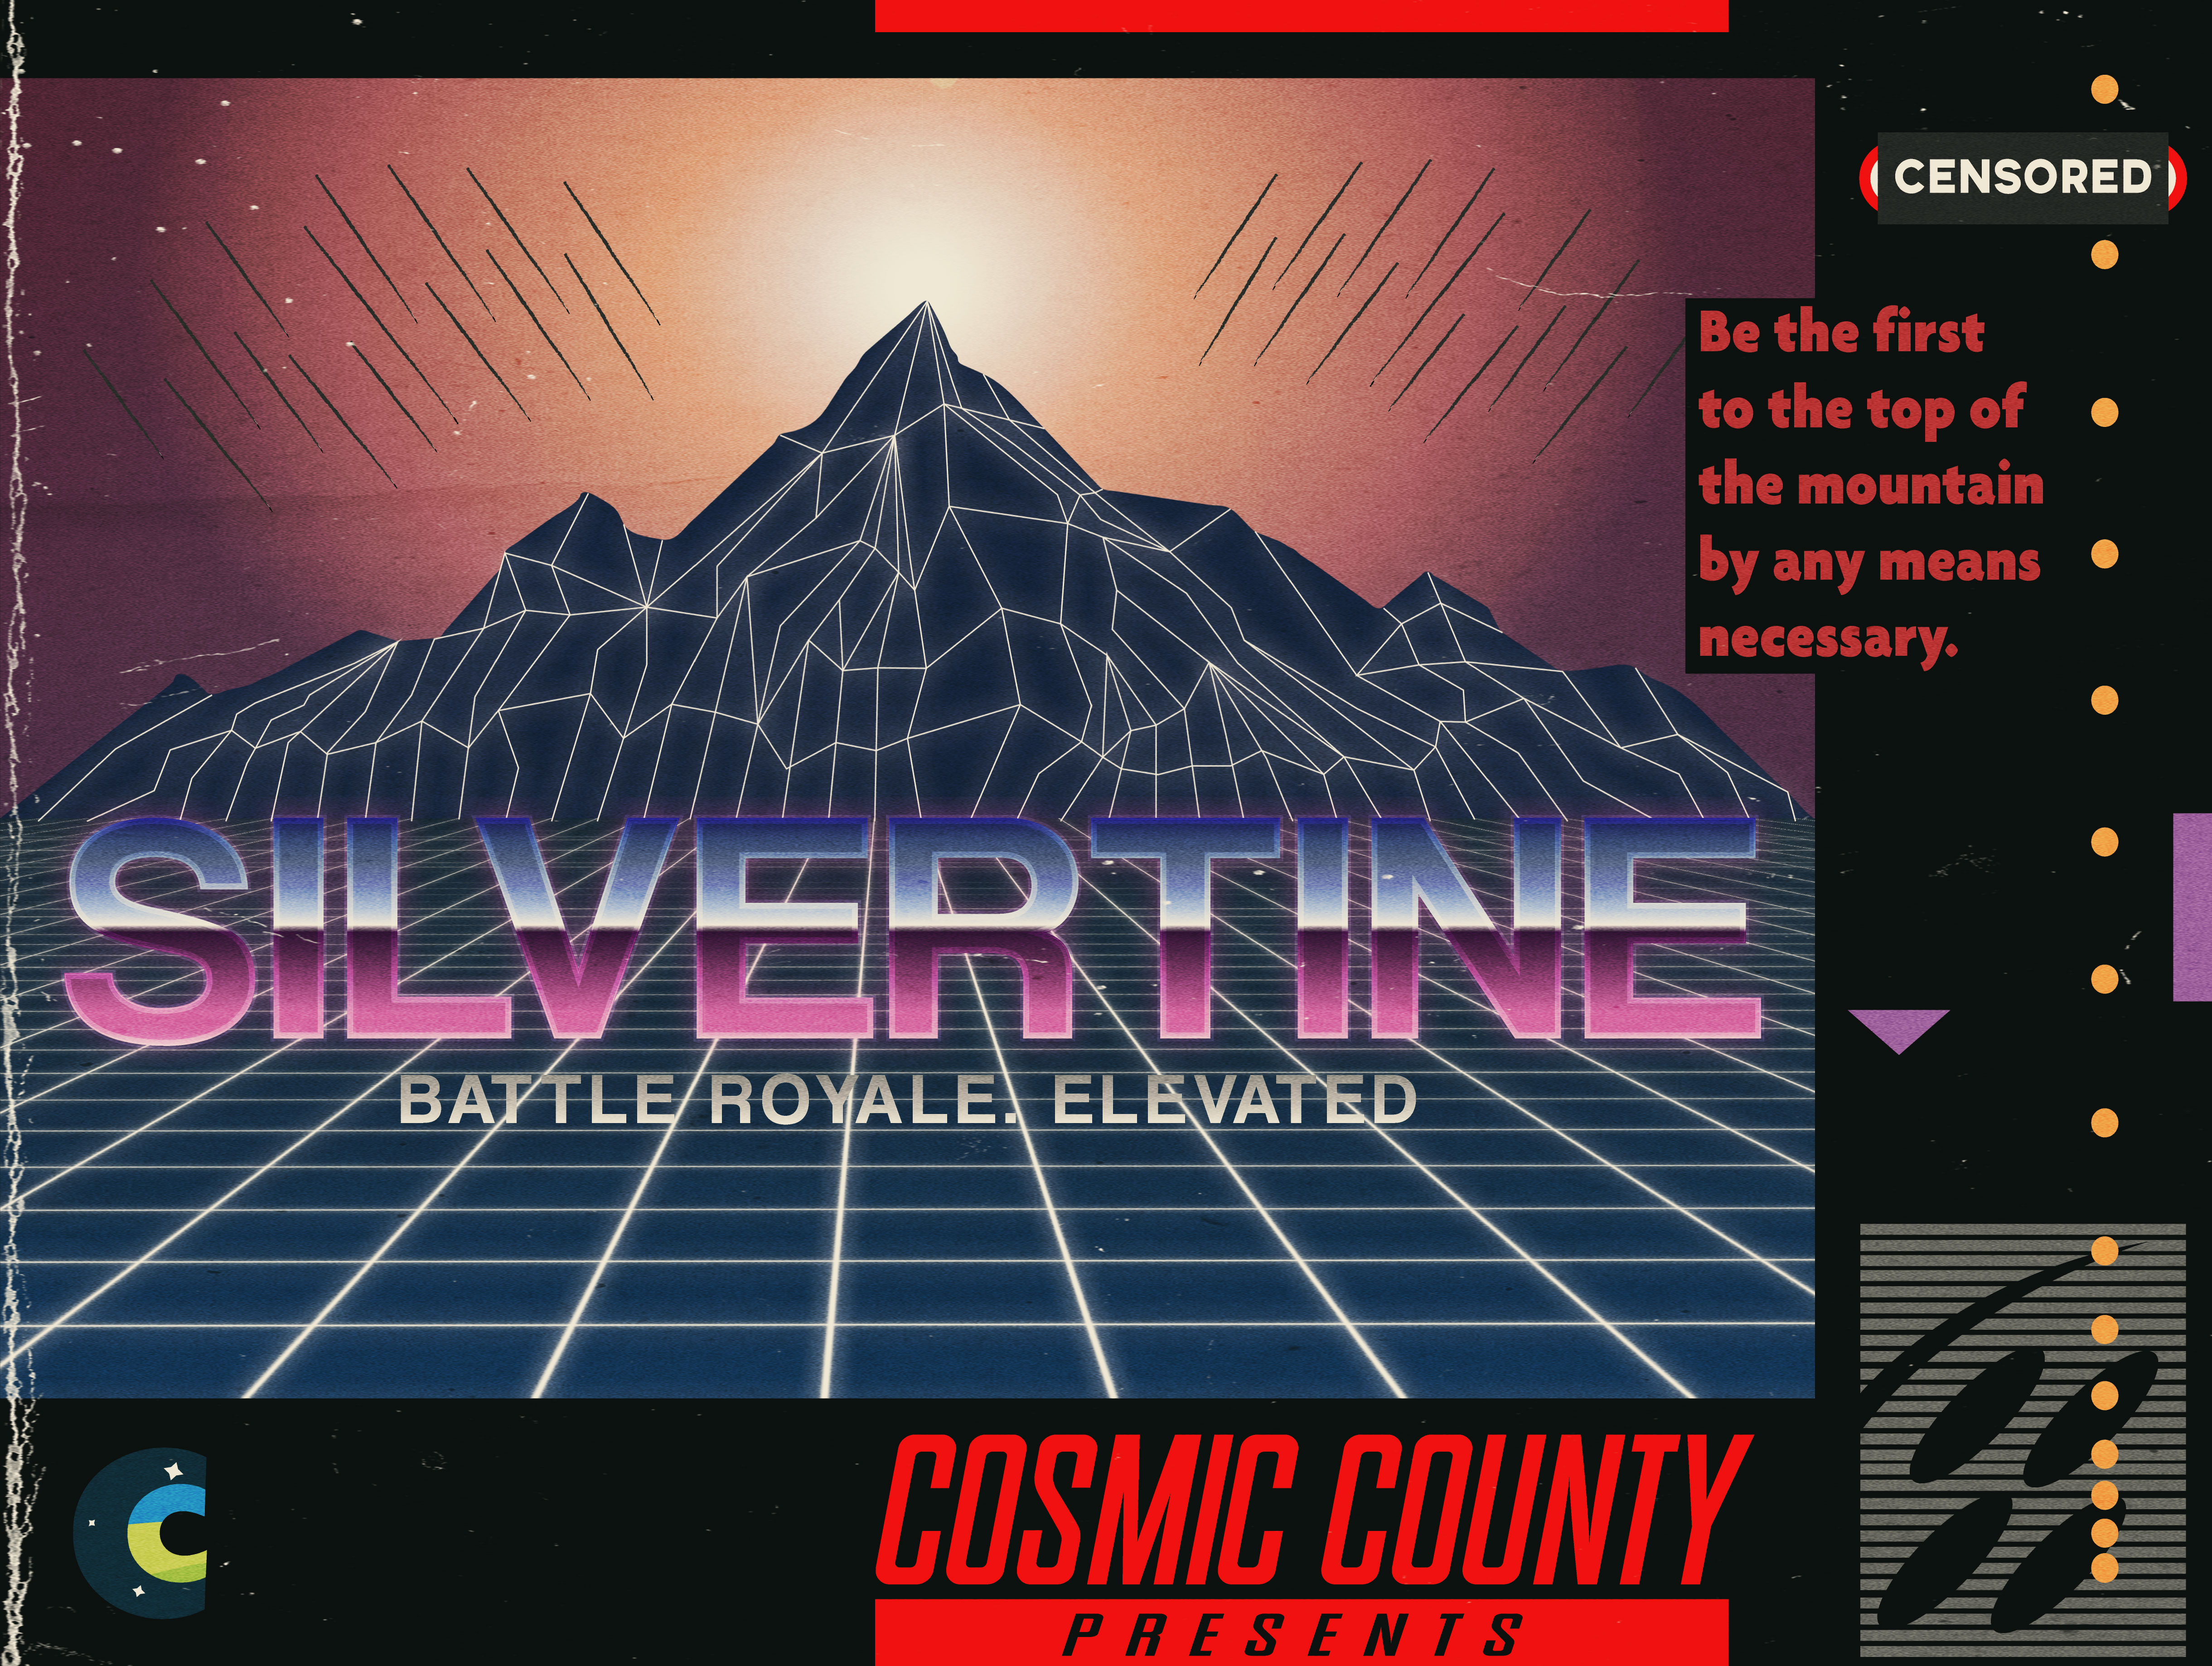 CENSORED
Be the first
to the top of
the mountain
by any means
necessary.
SILVERTINE
BATTLE ROYALE. ELEVATED
COSMIC COUNTY
PRESENTS